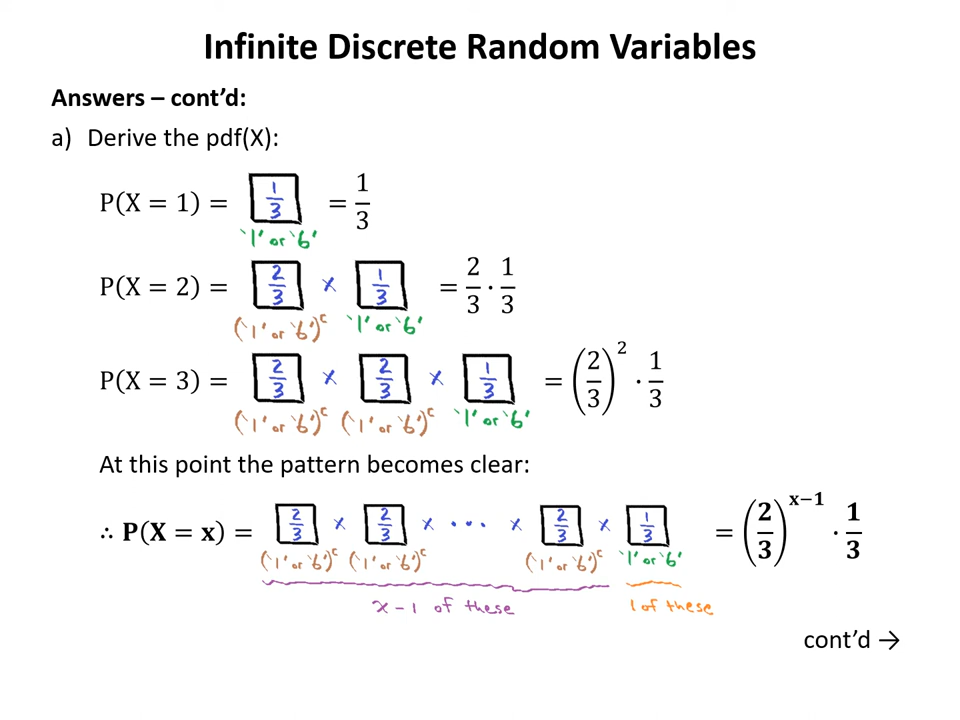 Infinite Discrete Random Variables
Answers – cont’d:
a) Derive the pdf(X):
P(X = 1) = 1/3 = 1/3
‘1’ or ‘6’
P(X = 2) = 2/3 × 1/3 = 2/3 · 1/3
(‘1’ or ‘6’)ᶜ ‘1’ or ‘6’
P(X = 3) = 2/3 × 2/3 × 1/3 = (2/3)² · 1/3
(‘1’ or ‘6’)ᶜ (‘1’ or ‘6’)ᶜ ‘1’ or ‘6’
At this point the pattern becomes clear:
∴ P(X = x) = 2/3 × 2/3 × ... × 2/3 × 1/3 = (2/3)ˣ⁻¹ · 1/3
(‘1’ or ‘6’)ᶜ (‘1’ or ‘6’)ᶜ (‘1’ or ‘6’)ᶜ ‘1’ or ‘6’
x – 1 of these 1 of these
cont’d →